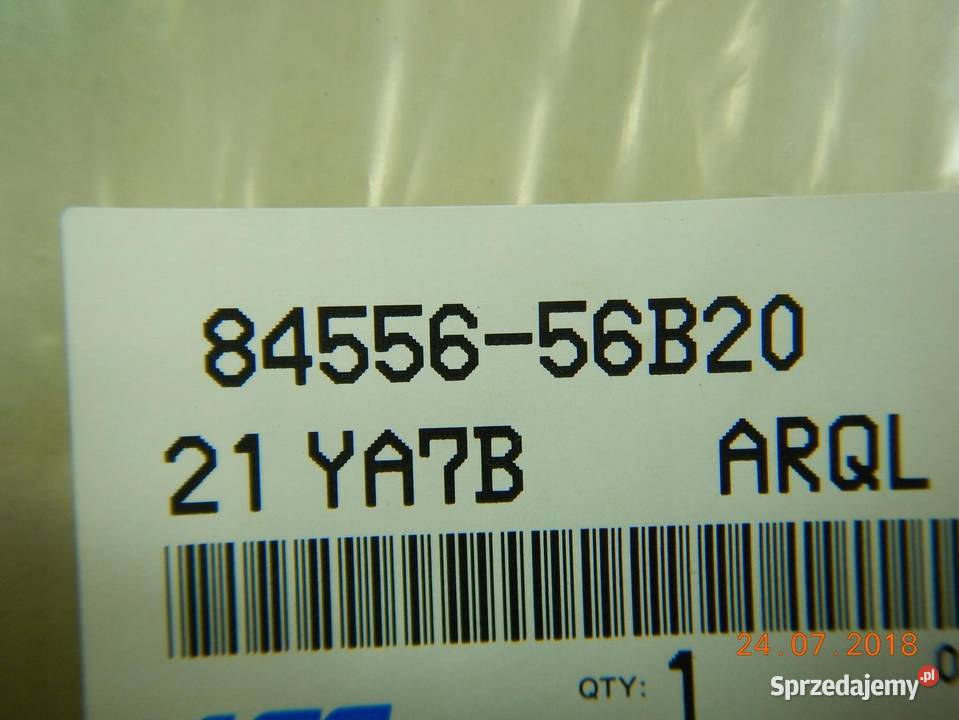 84556-56B20
21 YA7B ARQL
24.07.2018
QTY: 1
Sprzedajemy.pl